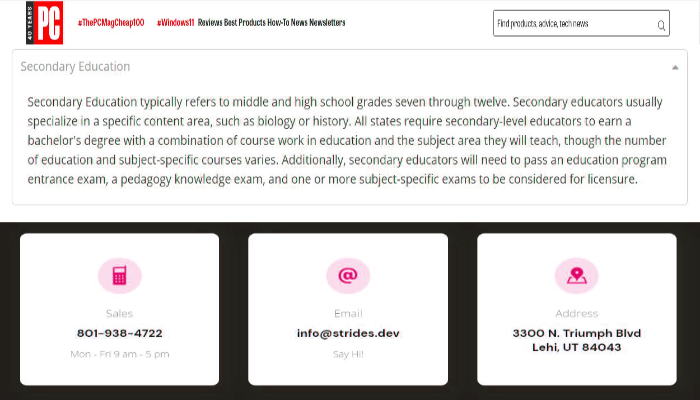 40 YEARS
PC
#ThePCMagCheap100 #Windows11 Reviews Best Products How-To News Newsletters
Find products, advice, tech news
Secondary Education
Secondary Education typically refers to middle and high school grades seven through twelve. Secondary educators usually
specialize in a specific content area, such as biology or history. All states require secondary-level educators to earn a
bachelor's degree with a combination of course work in education and the subject area they will teach, though the number
of education and subject-specific courses varies. Additionally, secondary educators will need to pass an education program
entrance exam, a pedagogy knowledge exam, and one or more subject-specific exams to be considered for licensure.
Sales
801-938-4722
Mon - Fri 9 am - 5 pm
Email
info@strides.dev
Say Hi!
Address
3300 N. Triumph Blvd
Lehi, UT 84043